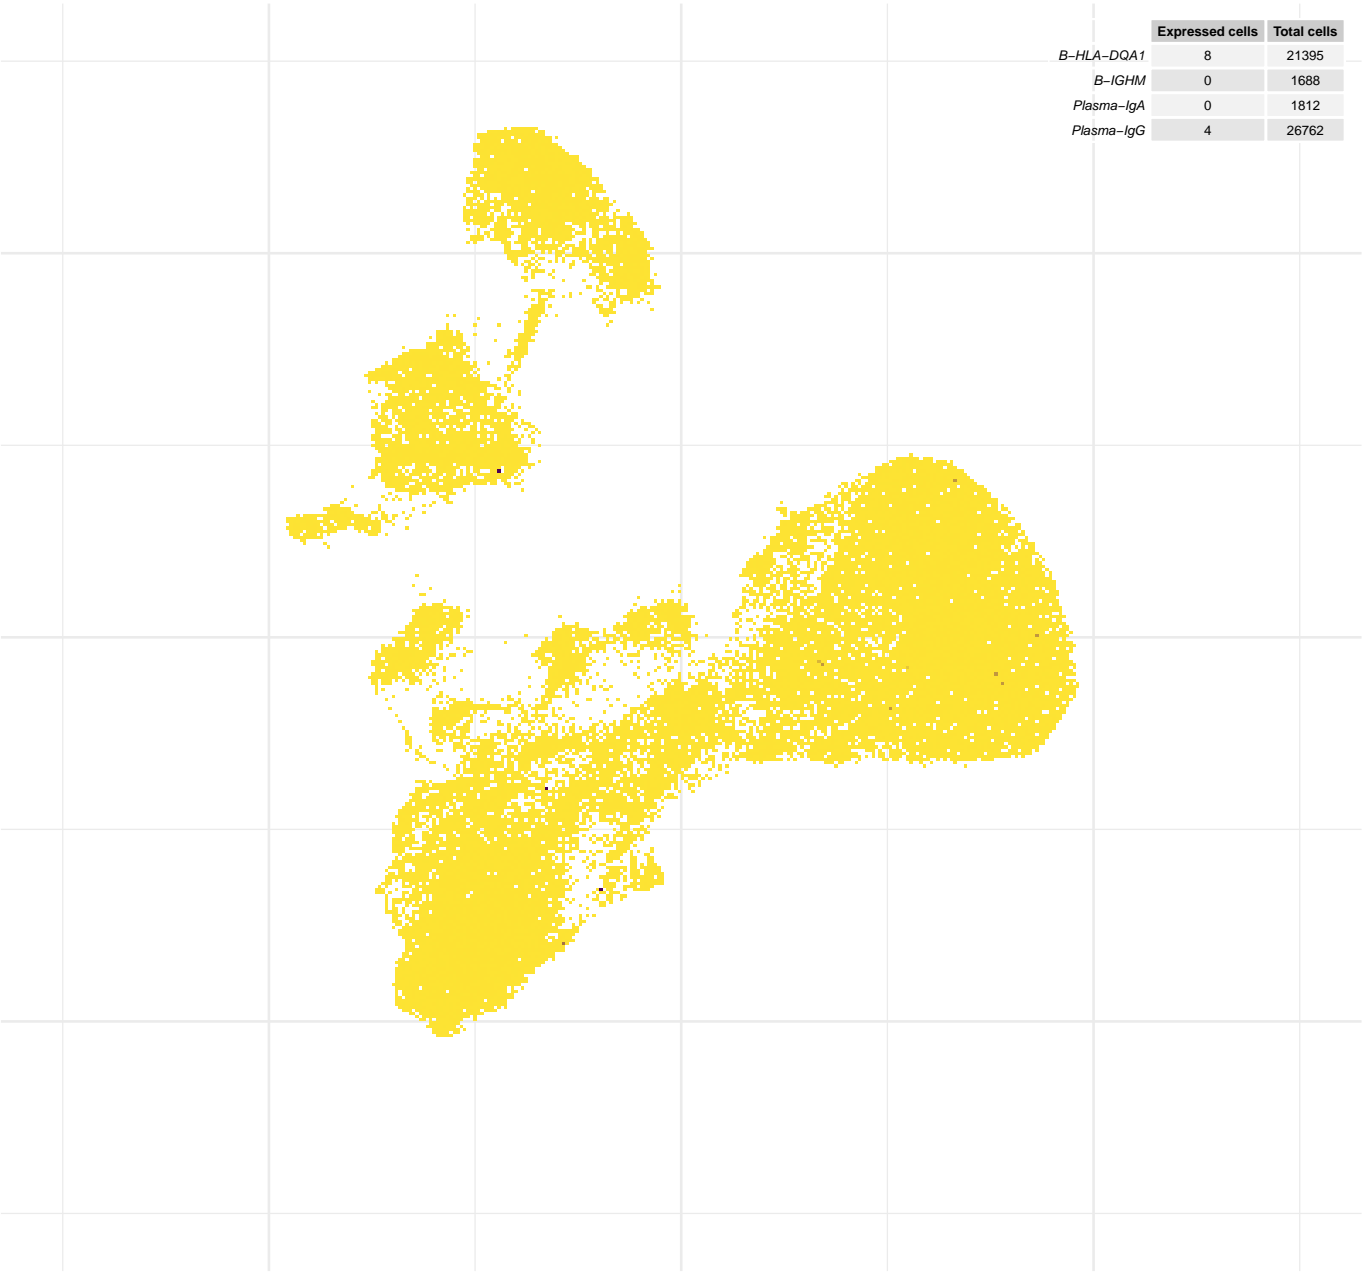 Expressed cells Total cells
B−HLA−DQA1 8 21395
B−IGHM 0 1688
Plasma−IgA 0 1812
Plasma−IgG 4 26762